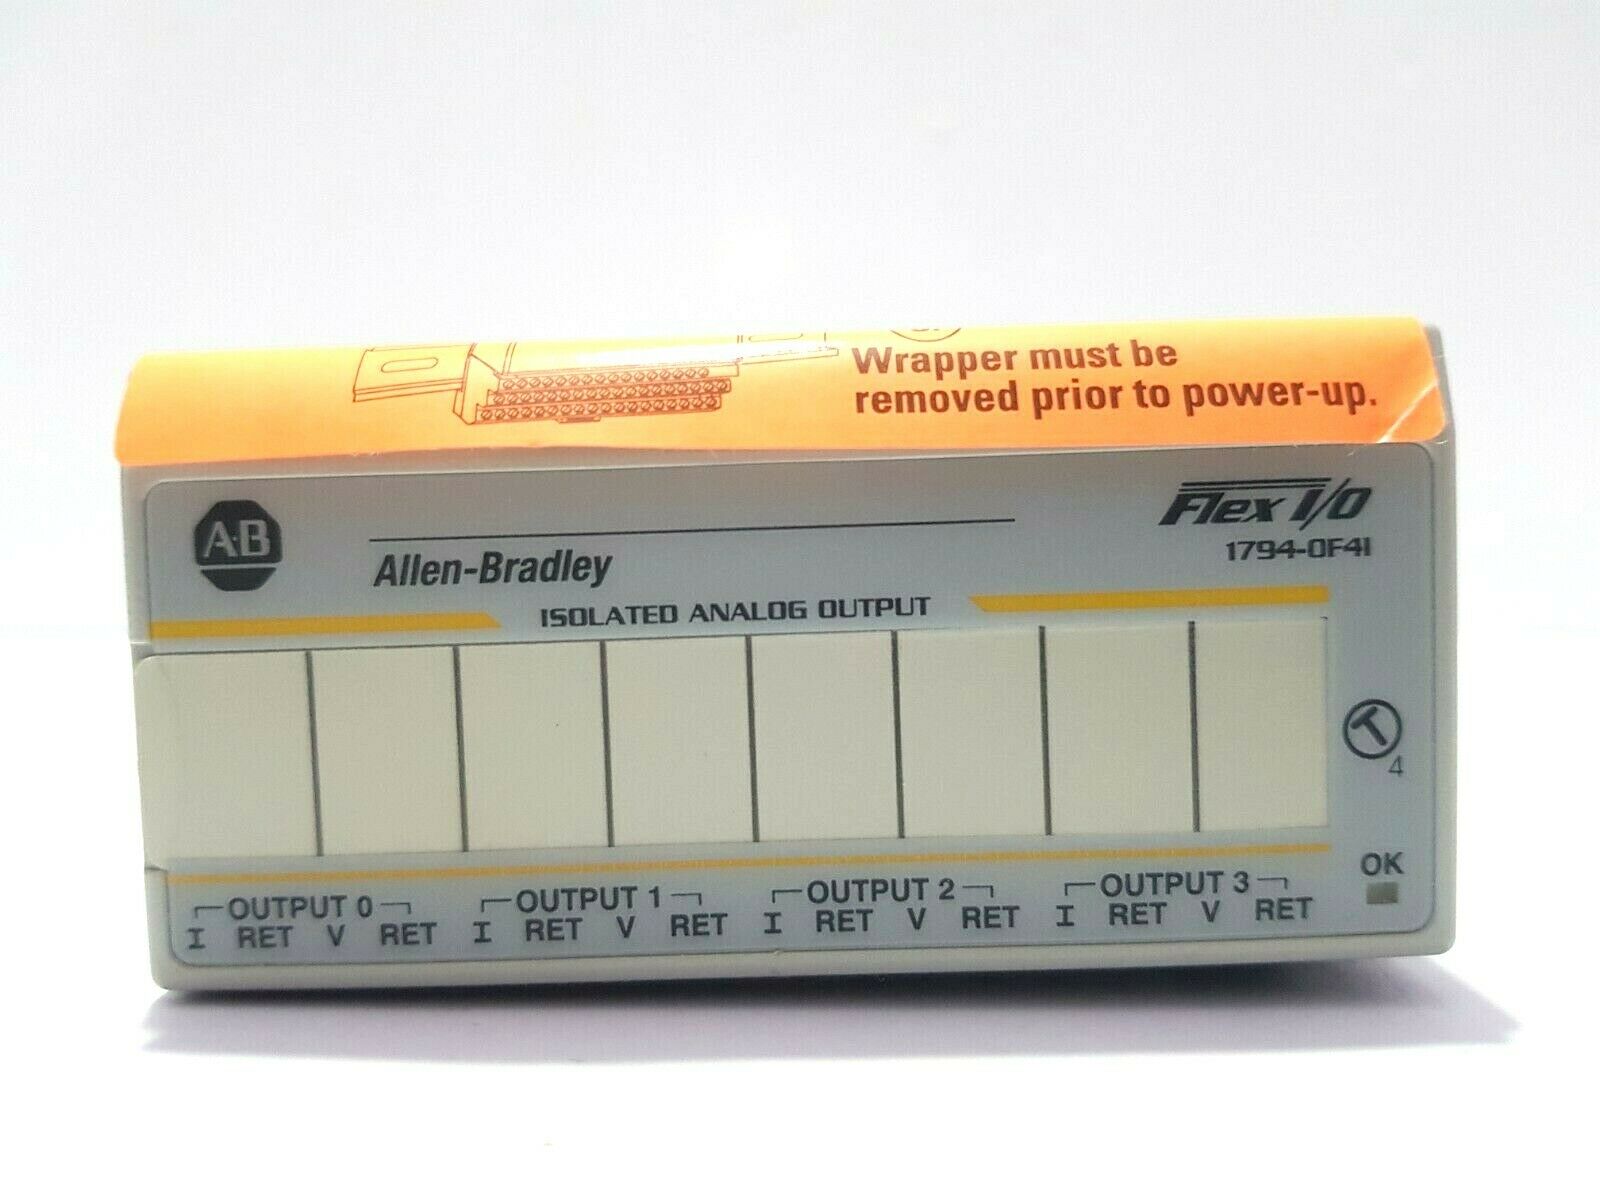 Wrapper must be
removed prior to power-up.
A·B
Flex I/O
1794-OF4I
Allen-Bradley
ISOLATED ANALOG OUTPUT
4
OK
OUTPUT 0 OUTPUT 1 OUTPUT 2 OUTPUT 3
I RET V RET I RET V RET I RET V RET I RET V RET